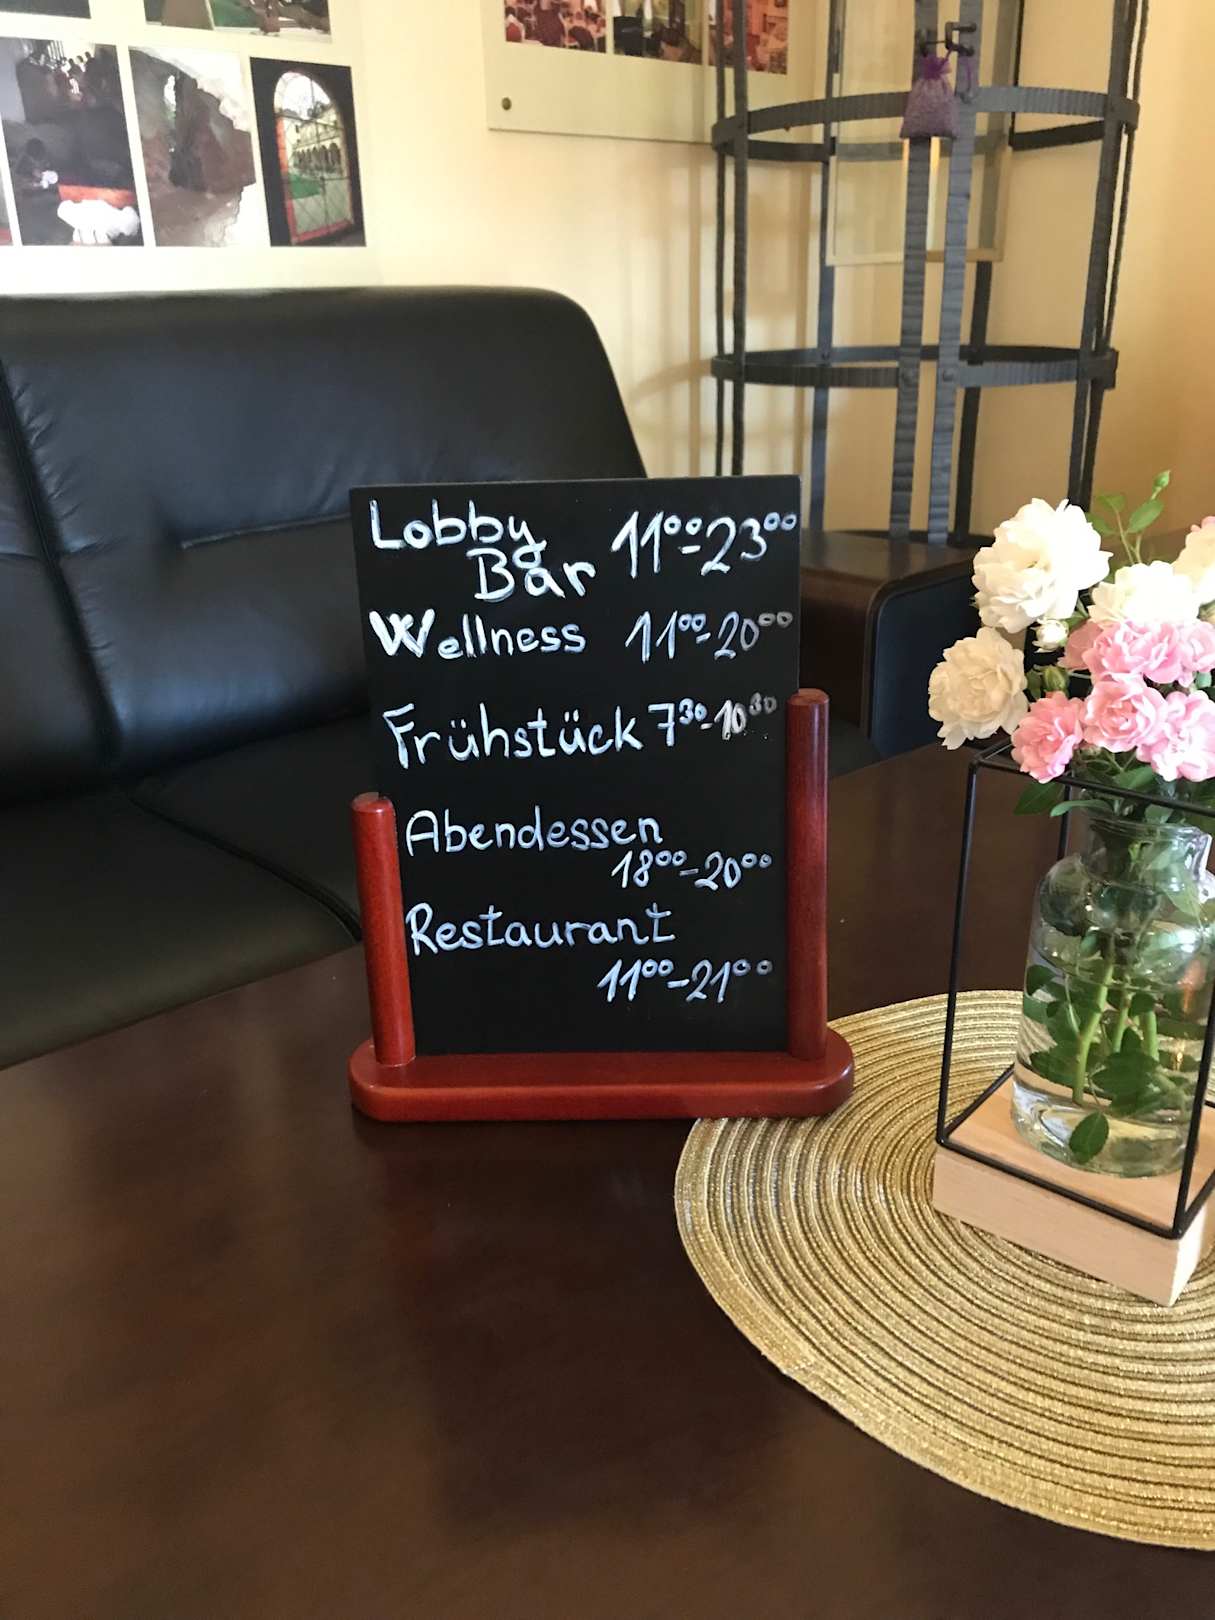 Lobby
Bar 11⁰⁰-23⁰⁰
Wellness 11⁰⁰-20⁰⁰
Frühstück 7³⁰-10³⁰
Abendessen
18⁰⁰-20⁰⁰
Restaurant
11⁰⁰-21⁰⁰